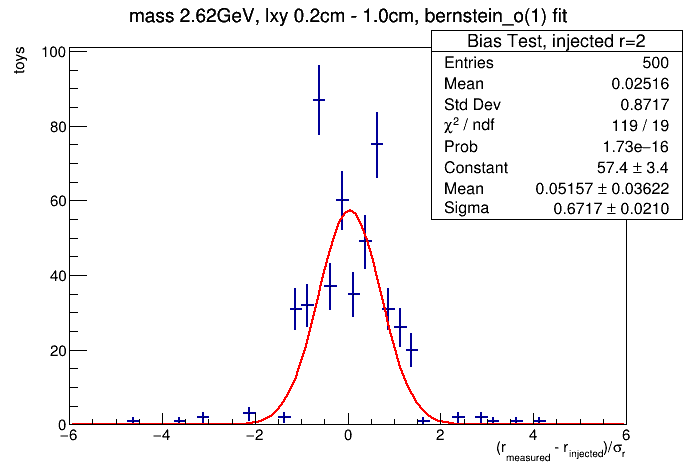 mass 2.62GeV, lxy 0.2cm - 1.0cm, bernstein_o(1) fit
toys
Bias Test, injected r=2
Entries 500
Mean 0.02516
Std Dev 0.8717
χ² / ndf 119 / 19
Prob 1.73e−16
Constant 57.4 ± 3.4
Mean 0.05157 ± 0.03622
Sigma 0.6717 ± 0.0210
100
80
60
40
20
0
−6 −4 −2 0 2 4 6
(r_measured - r_injected)/σ_r